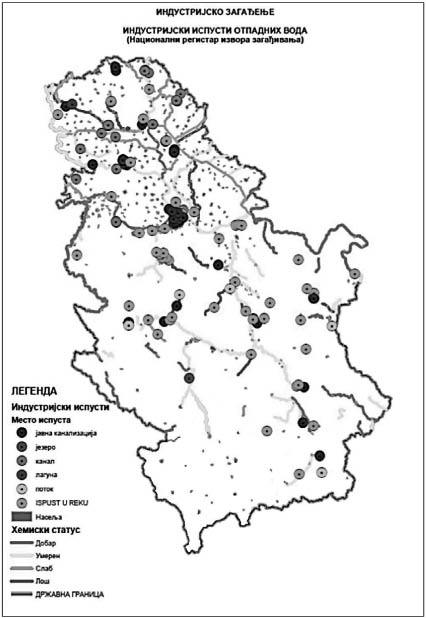 ИНДУСТРИЈСКО ЗАГАЂЕЊЕ
ИНДУСТРИЈСКИ ИСПУСТИ ОТПАДНИХ ВОДА
(Национални регистар извора загађивања)
ЛЕГЕНДА
Индустријски испусти
Место испуста
јавна канализација
језеро
канал
лагуна
поток
ISPUST U REKU
Насеља
Хемиски статус
Добар
Умерен
Слаб
Лош
ДРЖАВНА ГРАНИЦА